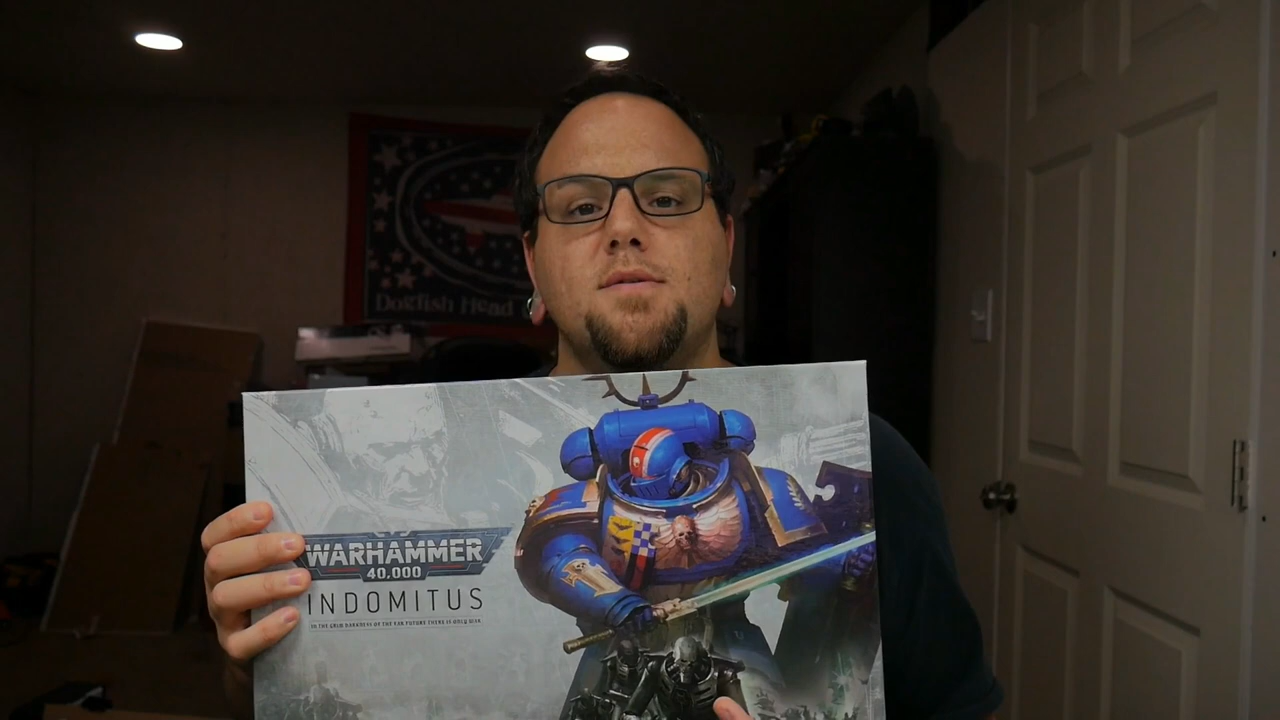 Dogfish Head
WARHAMMER
40,000
INDOMITUS
IN THE GRIM DARKNESS OF THE FAR FUTURE THERE IS ONLY WAR